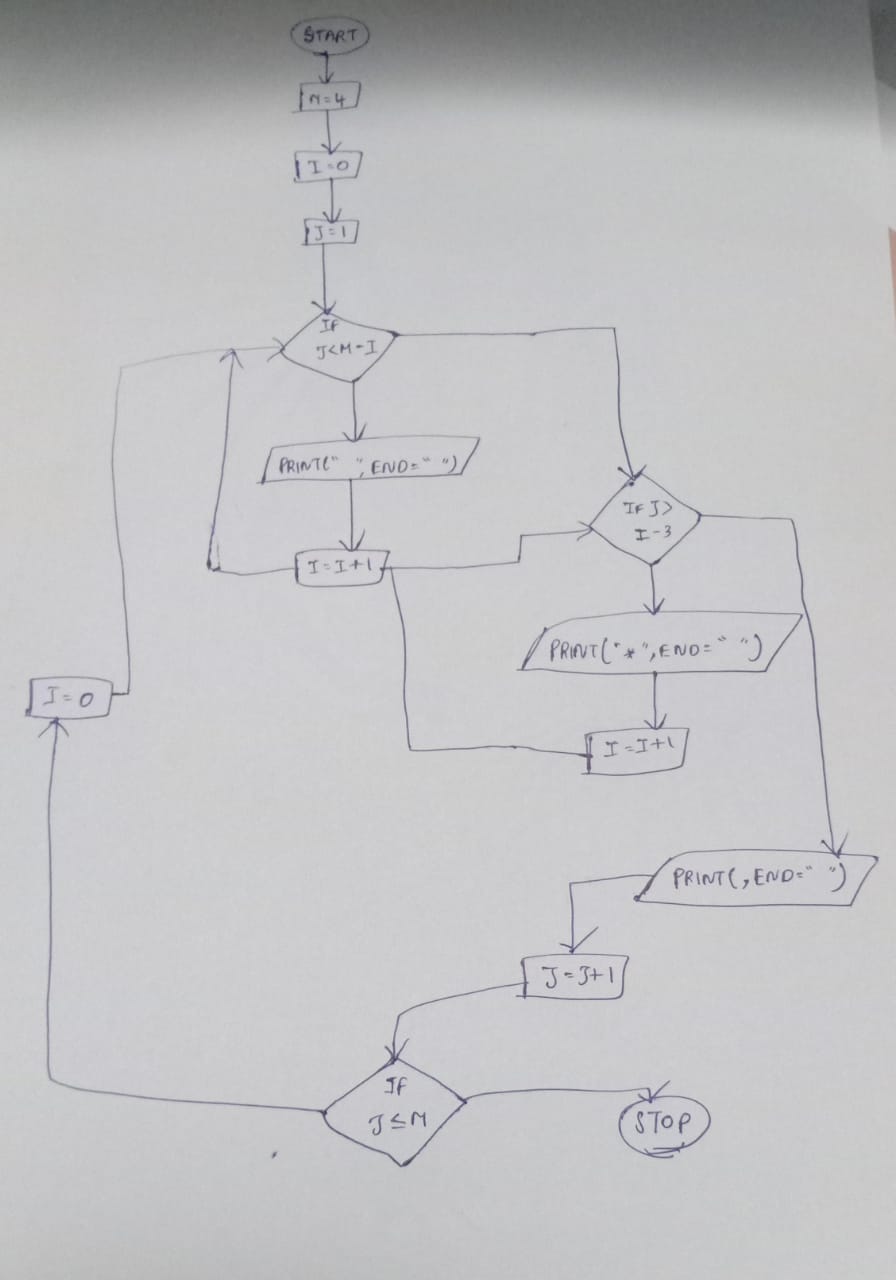 START
M=4
I=0
J=1
IF
J<M-I
PRINT(" ",END=" ")
I=I+1
IF J>
I-3
PRINT("*",END=" ")
I=I+1
I=0
PRINT(,END=" ")
J=J+1
IF
J≤M
STOP